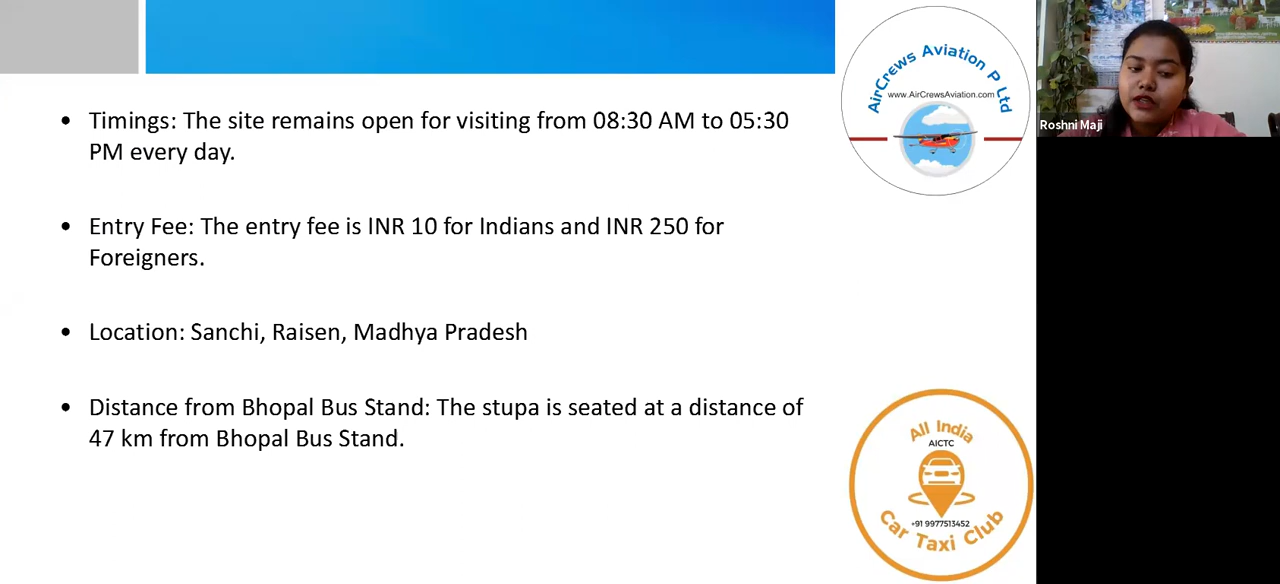 • Timings: The site remains open for visiting from 08:30 AM to 05:30
PM every day.
• Entry Fee: The entry fee is INR 10 for Indians and INR 250 for
Foreigners.
• Location: Sanchi, Raisen, Madhya Pradesh
• Distance from Bhopal Bus Stand: The stupa is seated at a distance of
47 km from Bhopal Bus Stand.
AirCrews Aviation P Ltd
www.AirCrewsAviation.com
All India
AICTC
+91 9977513452
Car Taxi Club
Roshni Maji